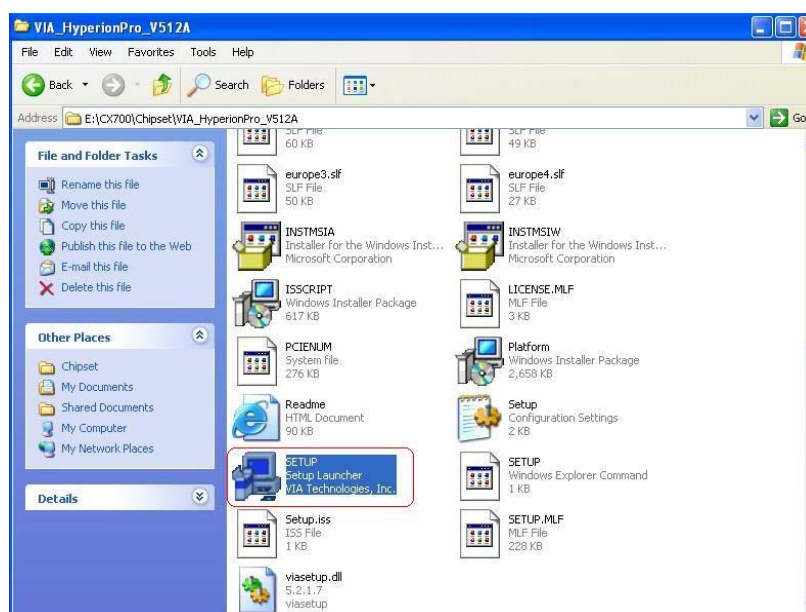 VIA_HyperionPro_V512A
File Edit View Favorites Tools Help
Back Search Folders
Address E:\CX700\Chipset\VIA_HyperionPro_V512A Go
File and Folder Tasks
Rename this file
Move this file
Copy this file
Publish this file to the Web
E-mail this file
Delete this file
Other Places
Chipset
My Documents
Shared Documents
My Computer
My Network Places
Details
SLF File
60 KB
SLF File
49 KB
europe3.slf
SLF File
50 KB
europe4.slf
SLF File
27 KB
INSTMSIA
Installer for the Windows Inst...
Microsoft Corporation
INSTMSIW
Installer for the Windows Inst...
Microsoft Corporation
ISSCRIPT
Windows Installer Package
617 KB
LICENSE.MLF
MLF File
3 KB
PCIENUM
System file
276 KB
Platform
Windows Installer Package
2,658 KB
Readme
HTML Document
90 KB
Setup
Configuration Settings
2 KB
SETUP
Setup Launcher
VIA Technologies, Inc.
SETUP
Windows Explorer Command
1 KB
Setup.iss
ISS File
1 KB
SETUP.MLF
MLF File
228 KB
viasetup.dll
5.2.1.7
viasetup